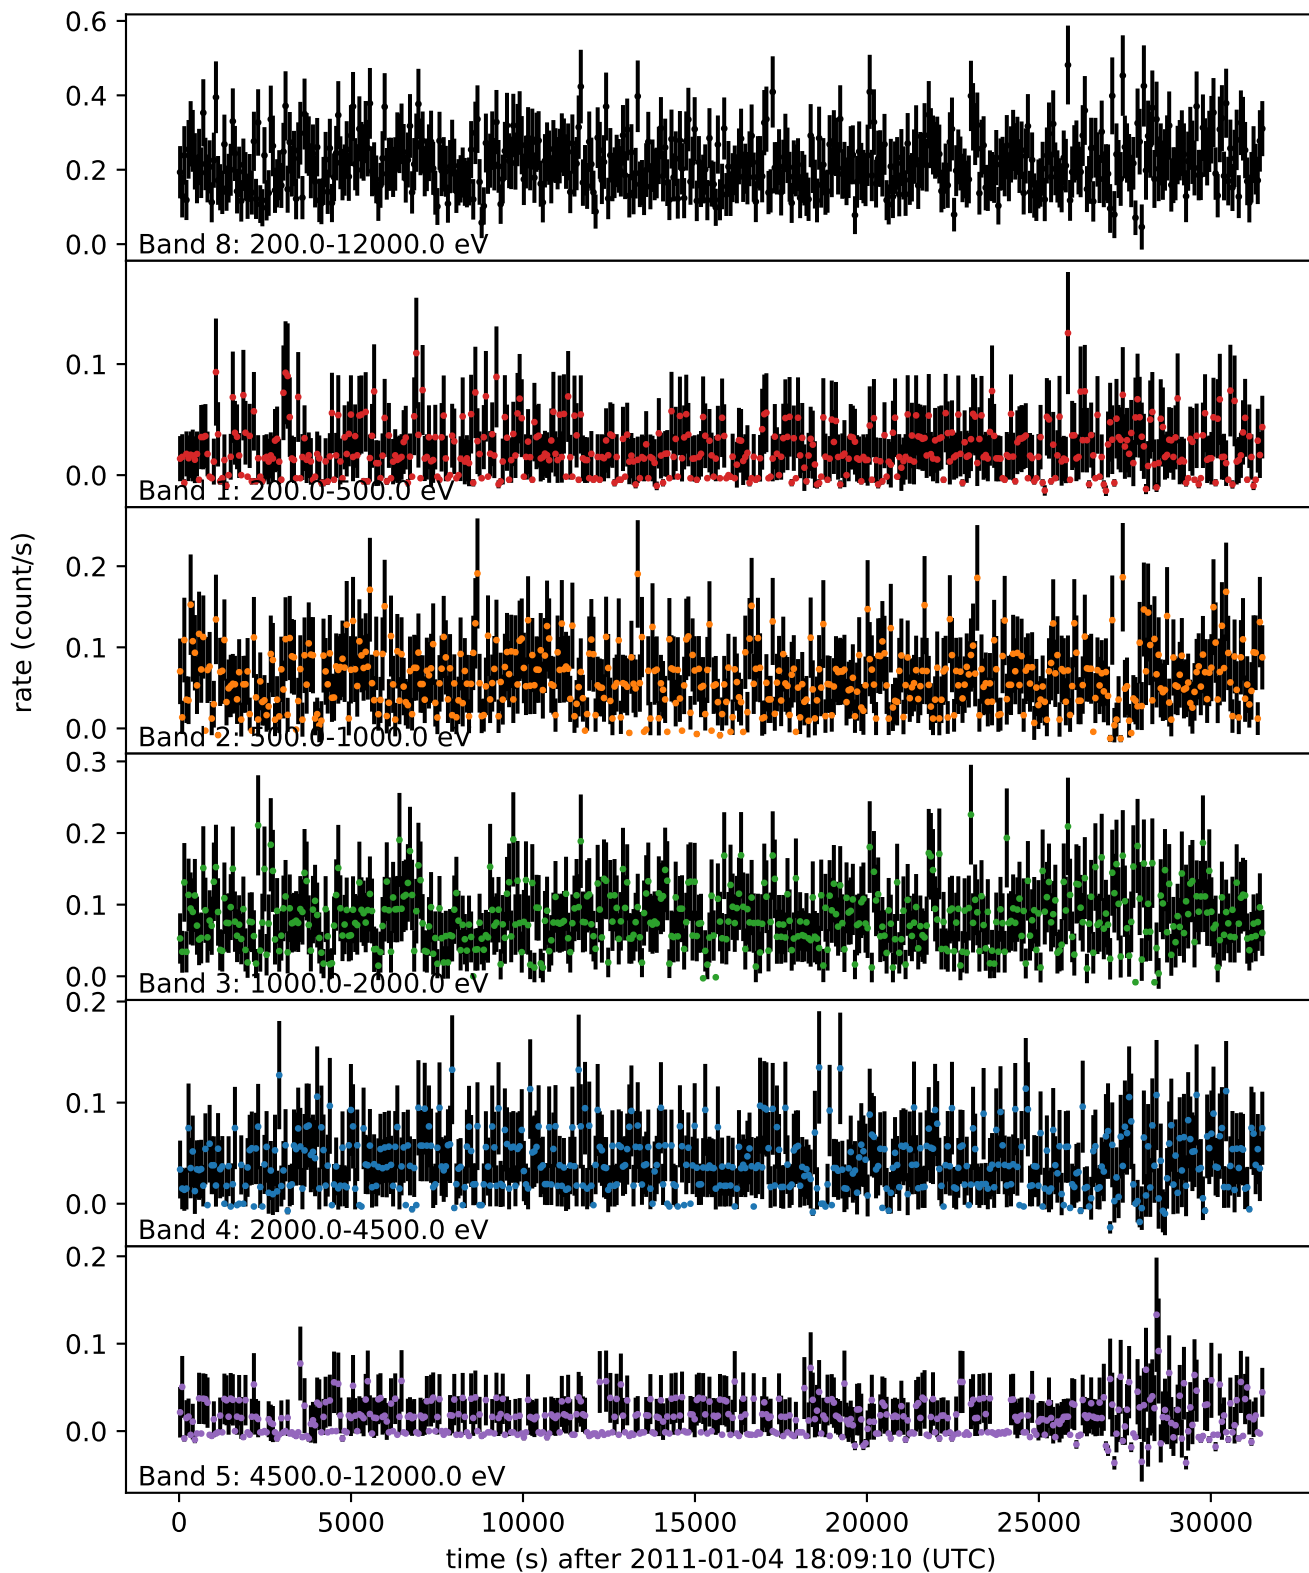 0.6
0.4
0.2
0.0
Band 8: 200.0-12000.0 eV
0.1
0.0
Band 1: 200.0-500.0 eV
rate (count/s)
0.2
0.1
0.0
Band 2: 500.0-1000.0 eV
0.3
0.2
0.1
0.0
Band 3: 1000.0-2000.0 eV
0.2
0.1
0.0
Band 4: 2000.0-4500.0 eV
0.2
0.1
0.0
Band 5: 4500.0-12000.0 eV
0 5000 10000 15000 20000 25000 30000
time (s) after 2011-01-04 18:09:10 (UTC)